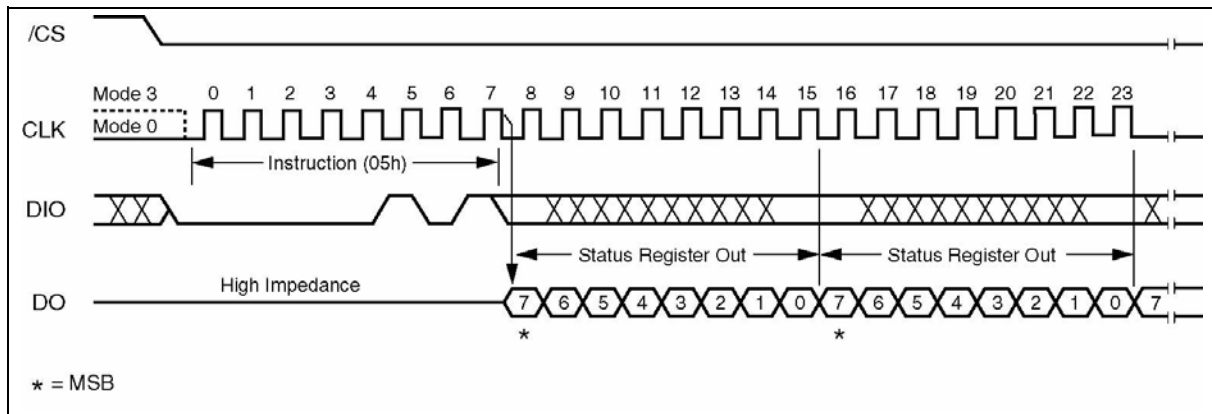 /CS
Mode 3
0 1 2 3 4 5 6 7 8 9 10 11 12 13 14 15 16 17 18 19 20 21 22 23
CLK
Mode 0
Instruction (05h)
DIO
Status Register Out
Status Register Out
High Impedance
DO
7 6 5 4 3 2 1 0 7 6 5 4 3 2 1 0 7
* *
* = MSB